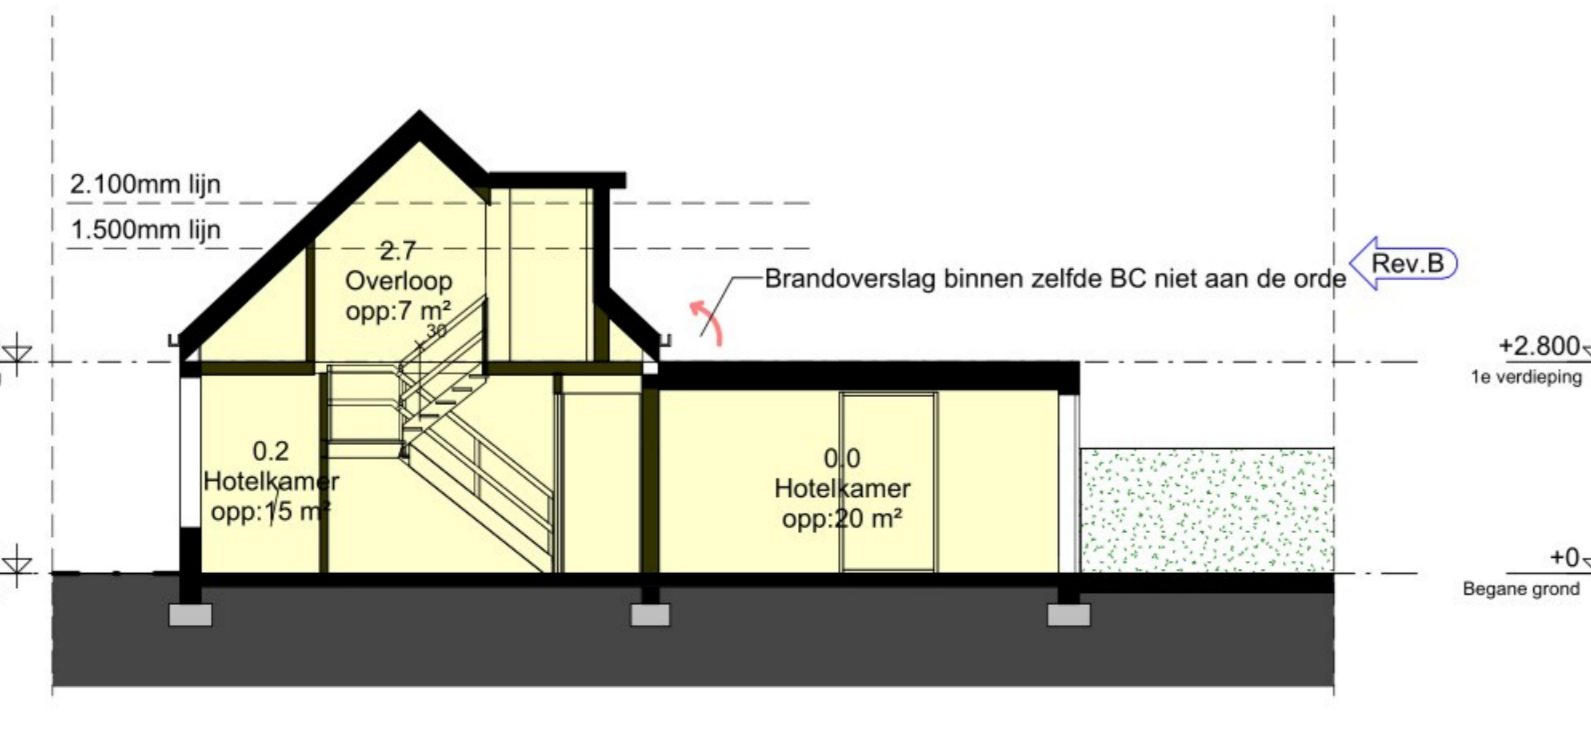 2.100mm lijn
1.500mm lijn
2.7
Overloop
opp:7 m²
30
Brandoverslag binnen zelfde BC niet aan de orde
Rev.B
+2.800
1e verdieping
0.2
Hotelkamer
opp:15 m²
0.0
Hotelkamer
opp:20 m²
+0
Begane grond